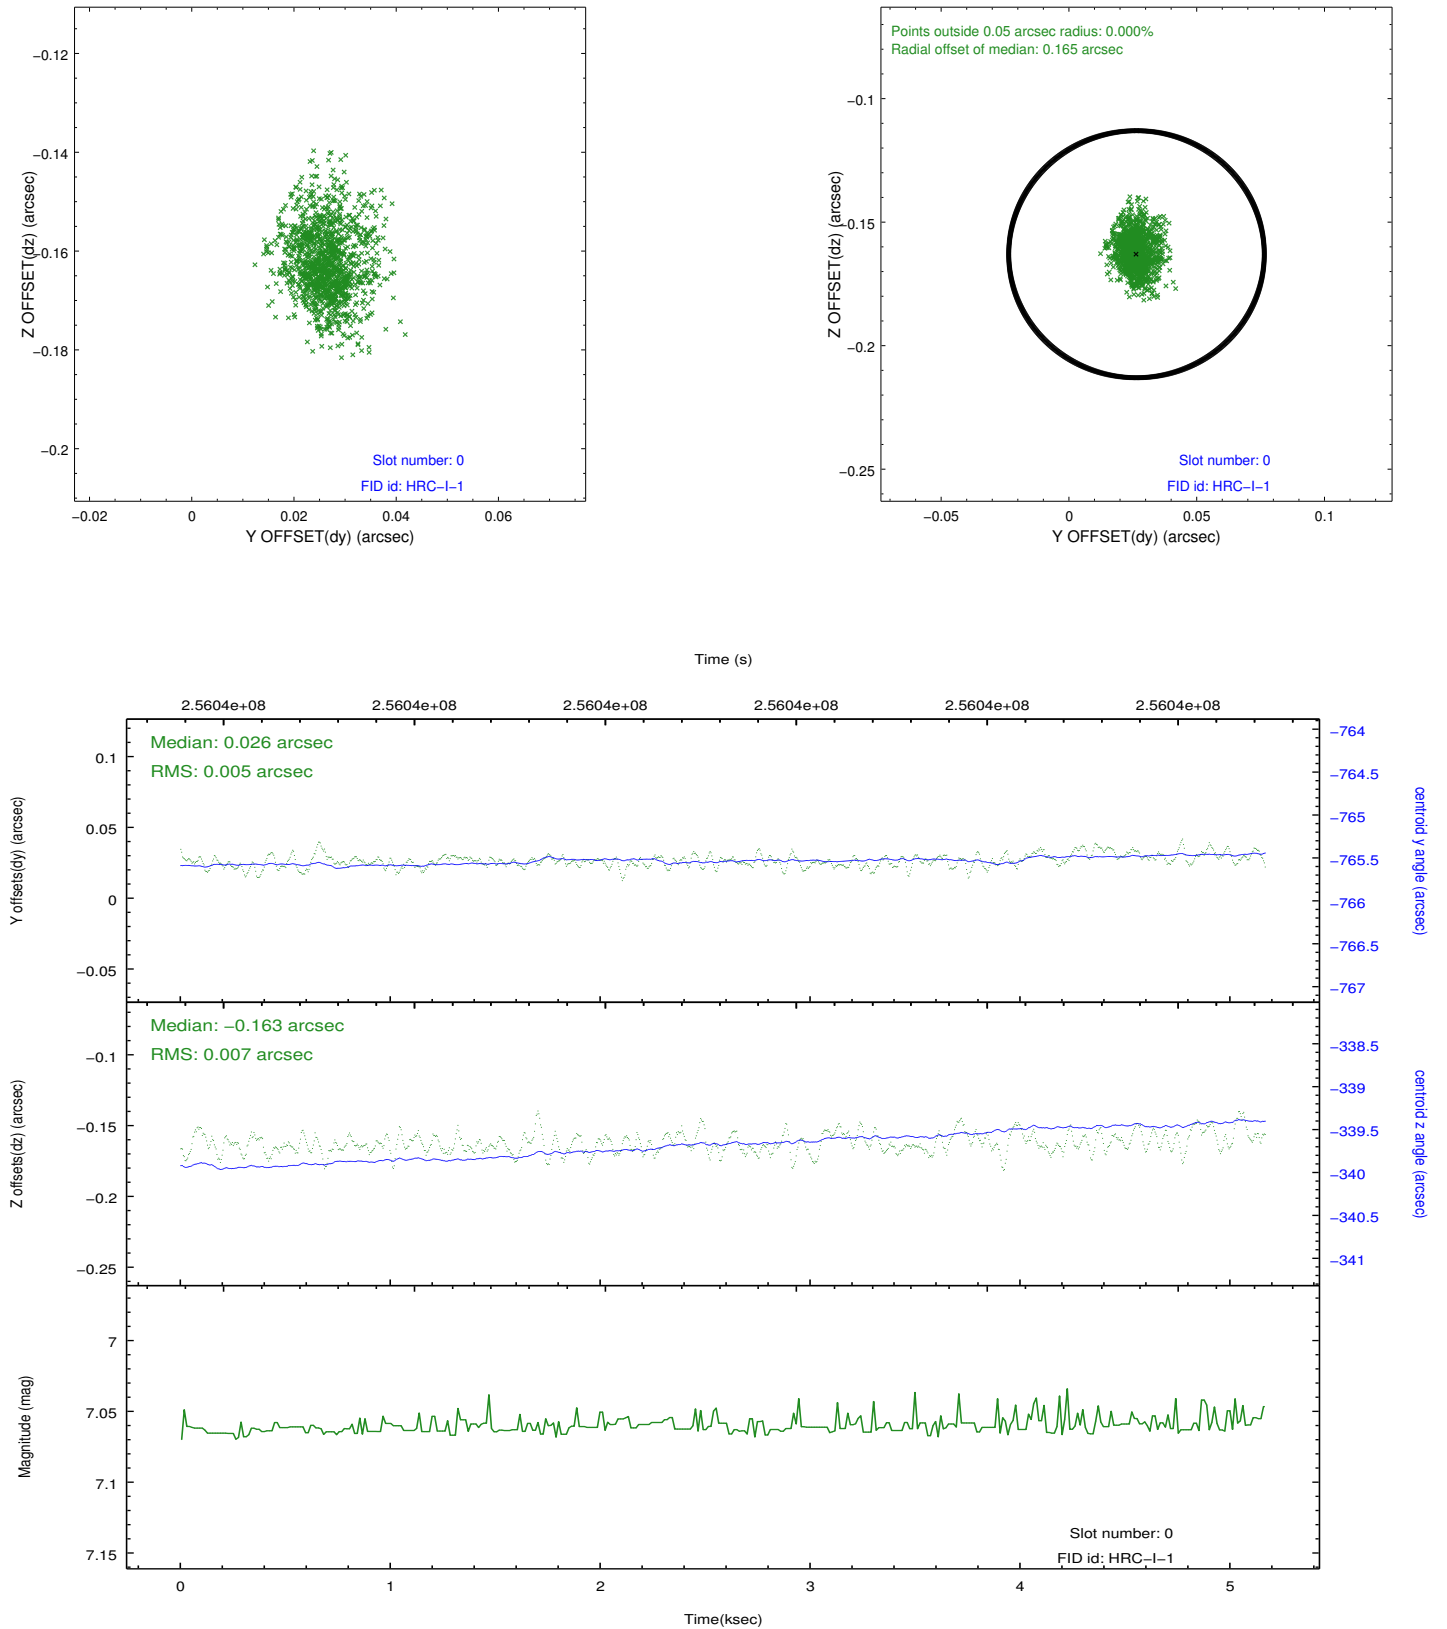 −0.12
−0.14
−0.16
−0.18
−0.2
Z OFFSET(dz) (arcsec)
Slot number: 0
FID id: HRC−I−1
−0.02
0
0.02
0.04
0.06
Y OFFSET(dy) (arcsec)
Points outside 0.05 arcsec radius: 0.000%
Radial offset of median: 0.165 arcsec
−0.1
−0.15
−0.2
−0.25
Z OFFSET(dz) (arcsec)
Slot number: 0
FID id: HRC−I−1
−0.05
0
0.05
0.1
Y OFFSET(dy) (arcsec)
Time (s)
2.5604e+08
2.5604e+08
2.5604e+08
2.5604e+08
2.5604e+08
2.5604e+08
Median: 0.026 arcsec
RMS: 0.005 arcsec
0.1
0.05
0
−0.05
Y offsets(dy) (arcsec)
−764
−764.5
−765
−765.5
−766
−766.5
−767
centroid y angle (arcsec)
Median: −0.163 arcsec
RMS: 0.007 arcsec
−0.1
−0.15
−0.2
−0.25
Z offsets(dz) (arcsec)
−338.5
−339
−339.5
−340
−340.5
−341
centroid z angle (arcsec)
7
7.05
7.1
7.15
Magnitude (mag)
Slot number: 0
FID id: HRC−I−1
0
1
2
3
4
5
Time(ksec)